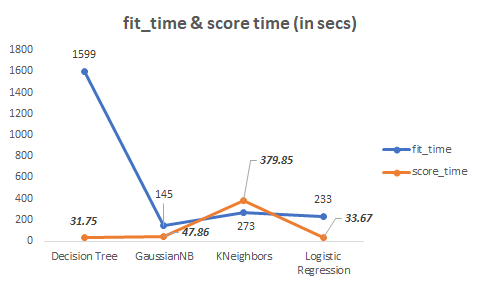 fit_time & score time (in secs)
1800
1600
1400
1200
1000
800
600
400
200
0
1599
145
273
233
31.75
47.86
379.85
33.67
Decision Tree
GaussianNB
KNeighbors
Logistic
Regression
fit_time
score_time